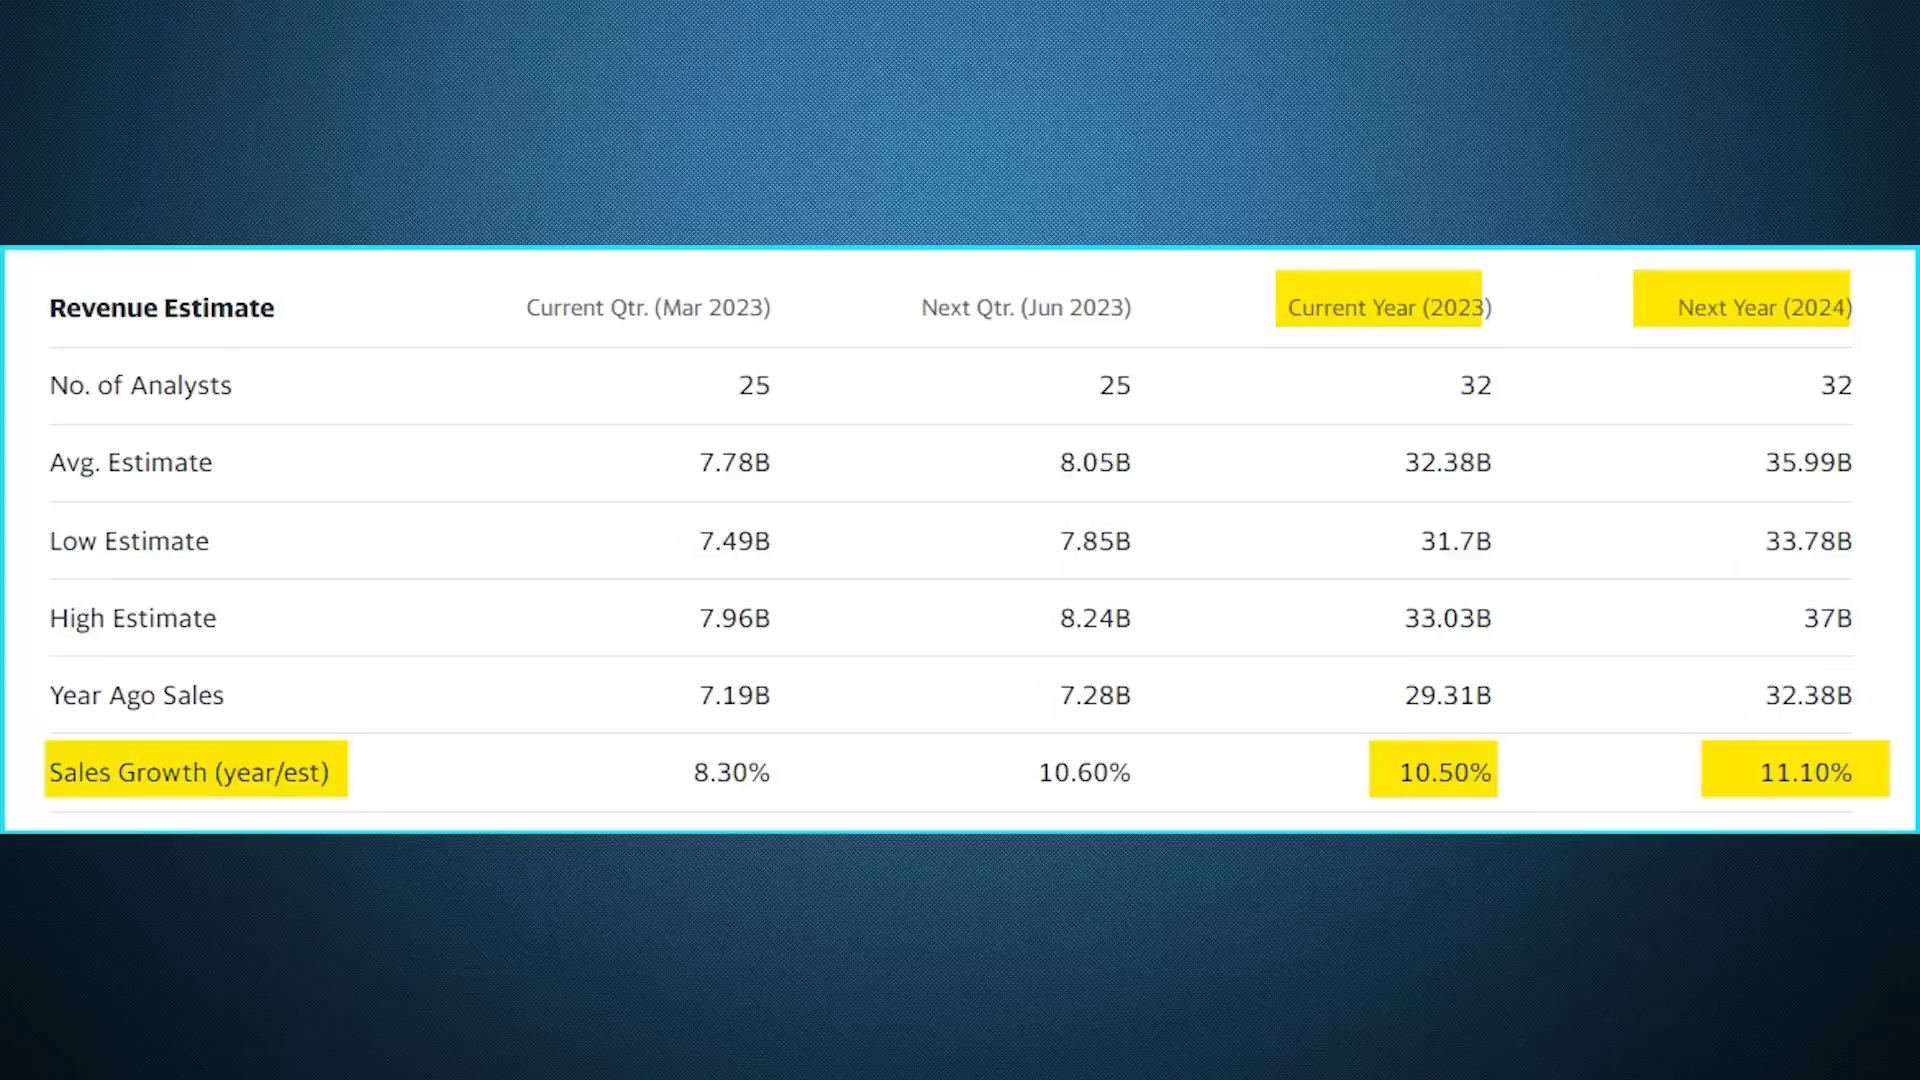 Revenue Estimate Current Qtr. (Mar 2023) Next Qtr. (Jun 2023) Current Year (2023) Next Year (2024)
No. of Analysts 25 25 32 32
Avg. Estimate 7.78B 8.05B 32.38B 35.99B
Low Estimate 7.49B 7.85B 31.7B 33.78B
High Estimate 7.96B 8.24B 33.03B 37B
Year Ago Sales 7.19B 7.28B 29.31B 32.38B
Sales Growth (year/est) 8.30% 10.60% 10.50% 11.10%